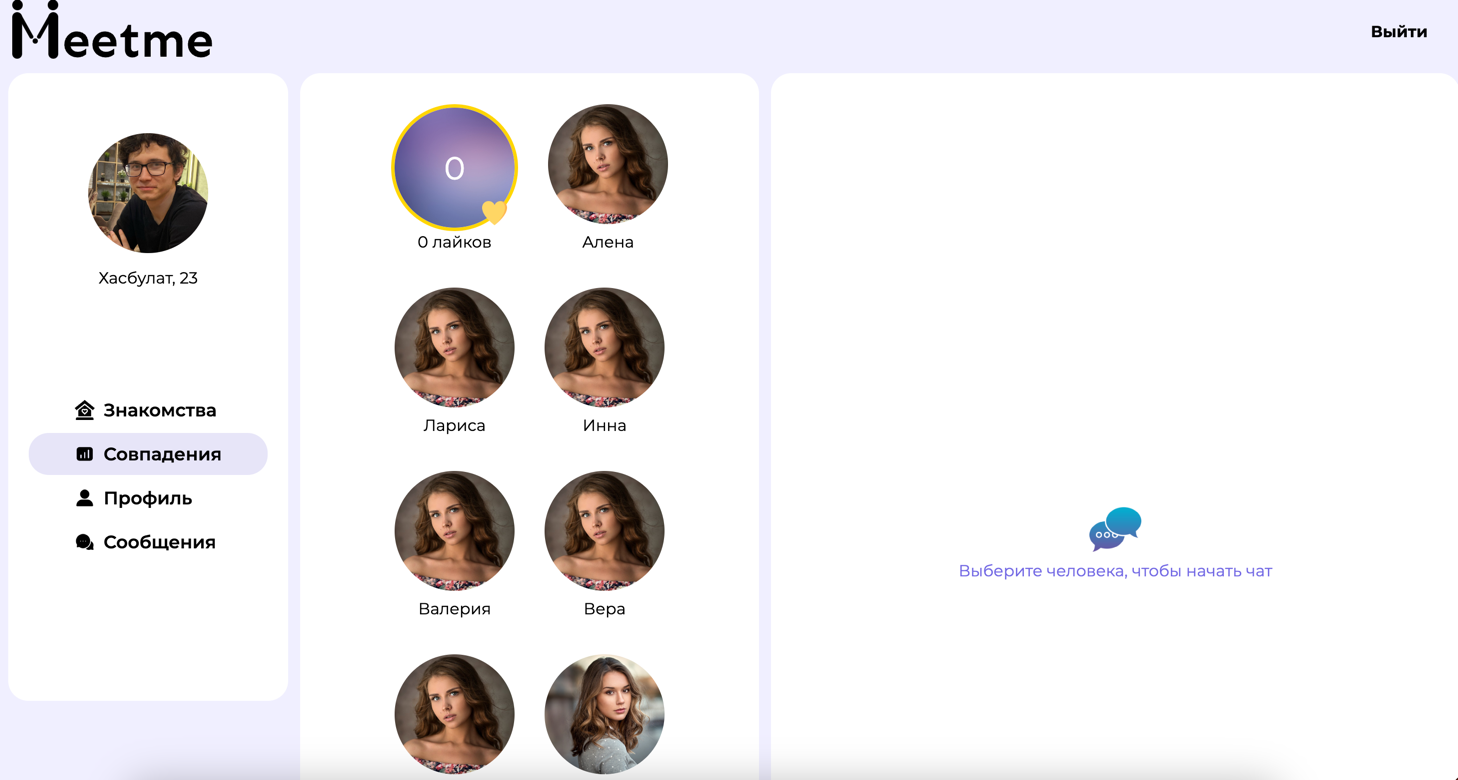 Meetme
Выйти
Хасбулат, 23
Знакомства
Совпадения
Профиль
Сообщения
0
0 лайков
Алена
Лариса
Инна
Валерия
Вера
Выберите человека, чтобы начать чат